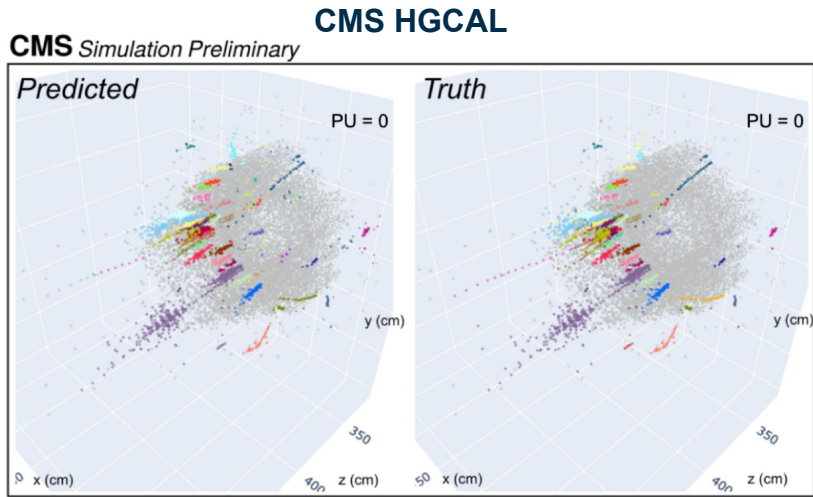 CMS HGCAL
CMS Simulation Preliminary
Predicted
PU = 0
y (cm)
350
0
x (cm)
400
z (cm)
Truth
PU = 0
y (cm)
350
50
x (cm)
400
z (cm)